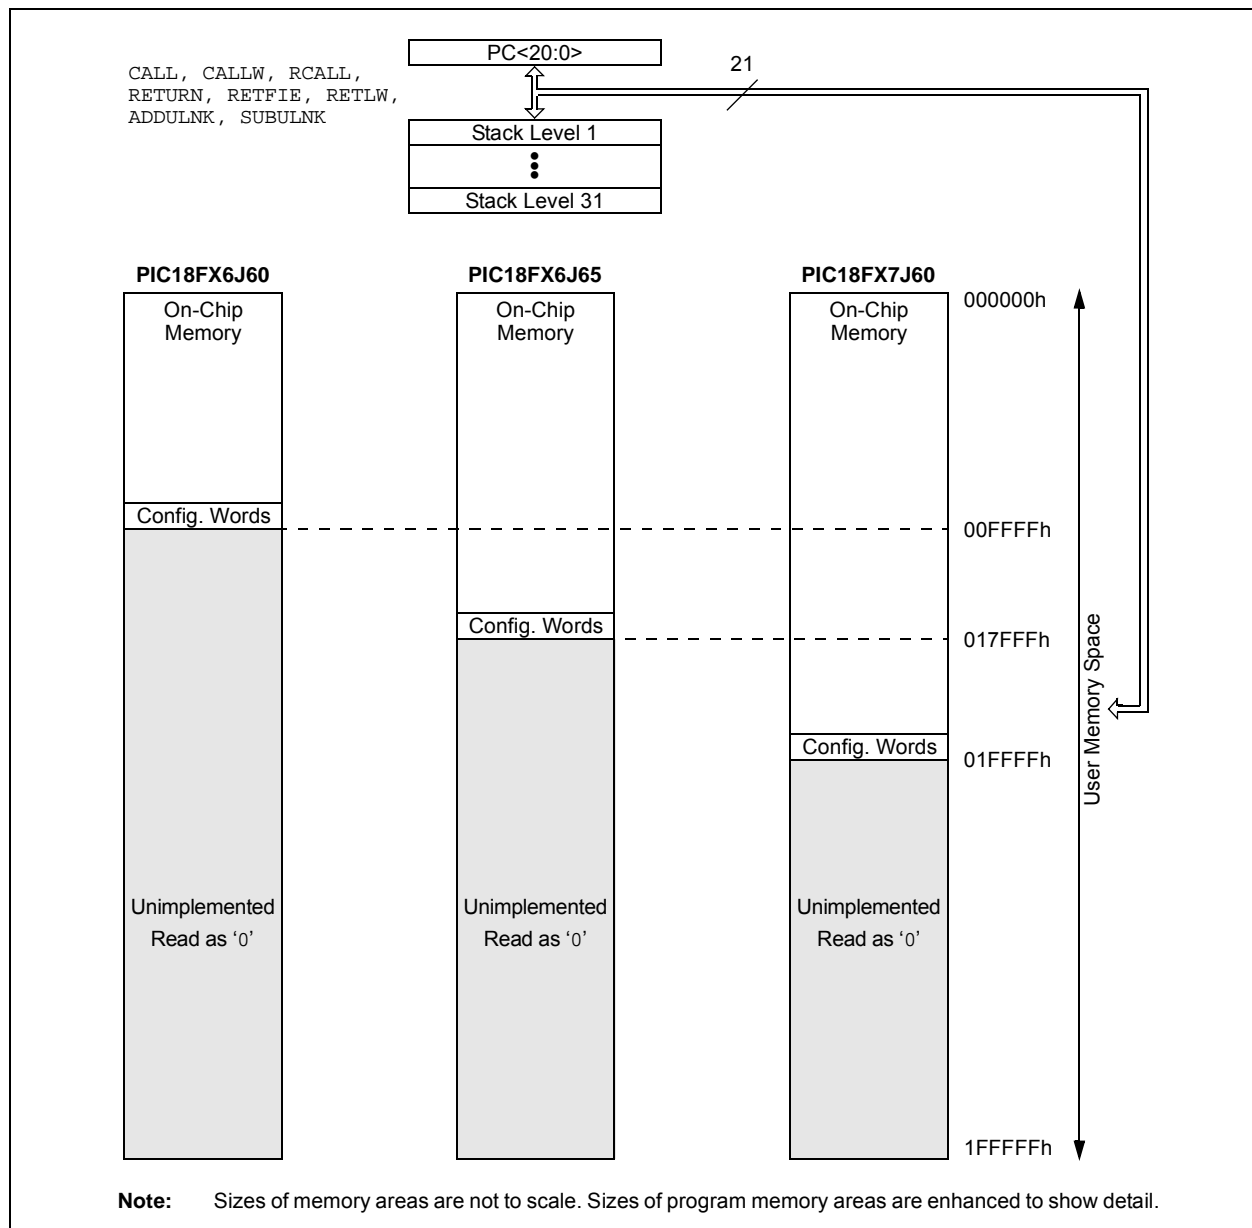 PC<20:0>
21
CALL, CALLW, RCALL,
RETURN, RETFIE, RETLW,
ADDULNK, SUBULNK
Stack Level 1
Stack Level 31
PIC18FX6J60
PIC18FX6J65
PIC18FX7J60
On-Chip
Memory
On-Chip
Memory
On-Chip
Memory
000000h
Config. Words
00FFFFh
Config. Words
017FFFh
Config. Words
01FFFFh
User Memory Space
Unimplemented
Read as ‘0’
Unimplemented
Read as ‘0’
Unimplemented
Read as ‘0’
1FFFFFh
Note: Sizes of memory areas are not to scale. Sizes of program memory areas are enhanced to show detail.